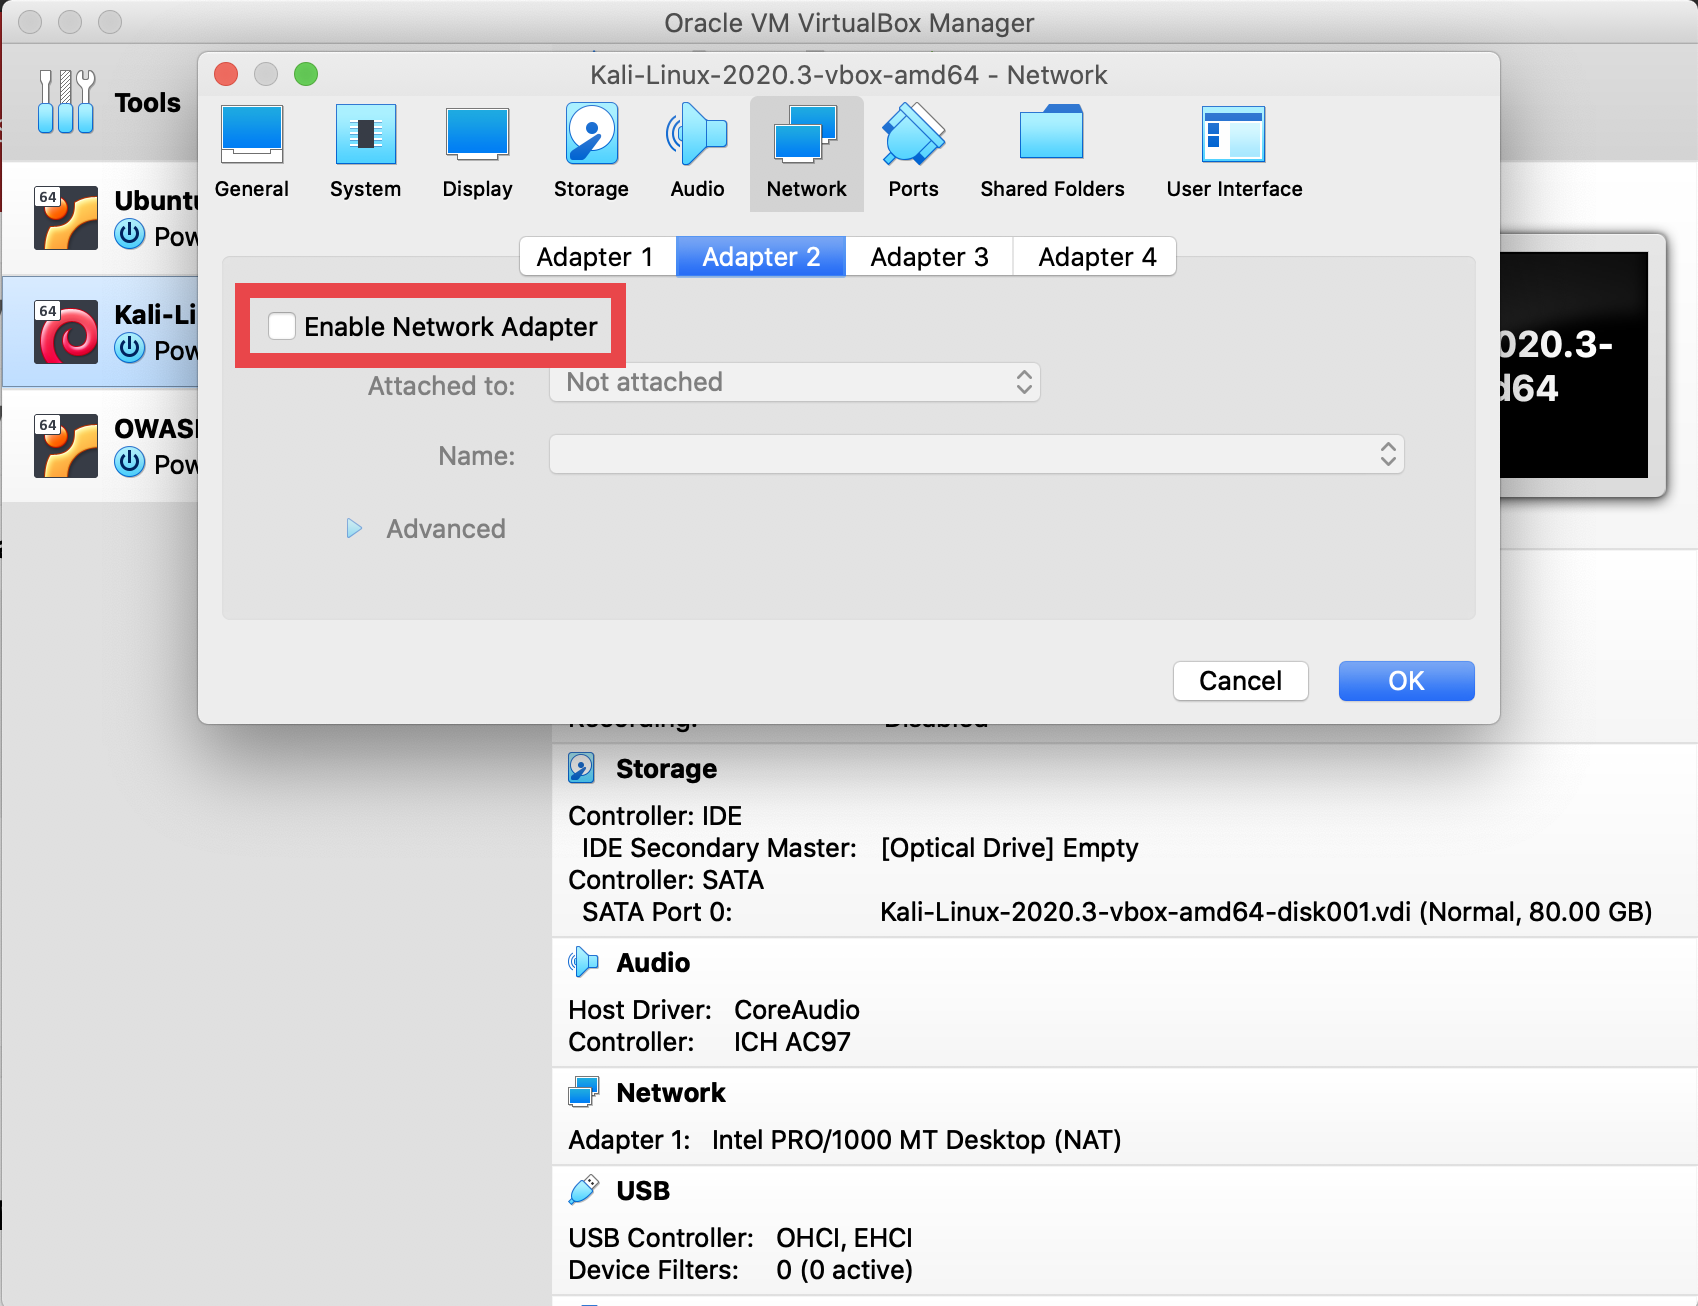 Oracle VM VirtualBox Manager
Tools
Kali-Linux-2020.3-vbox-amd64 - Network
General System Display Storage Audio Network Ports Shared Folders User Interface
Adapter 1 Adapter 2 Adapter 3 Adapter 4
Enable Network Adapter
Attached to: Not attached
Name:
Advanced
Cancel OK
64 Ubuntu
Pow
64 Kali-Li
Pow
64 OWASP
Pow
020.3-
d64
Recording: Disabled
Storage
Controller: IDE
IDE Secondary Master: [Optical Drive] Empty
Controller: SATA
SATA Port 0: Kali-Linux-2020.3-vbox-amd64-disk001.vdi (Normal, 80.00 GB)
Audio
Host Driver: CoreAudio
Controller: ICH AC97
Network
Adapter 1: Intel PRO/1000 MT Desktop (NAT)
USB
USB Controller: OHCI, EHCI
Device Filters: 0 (0 active)